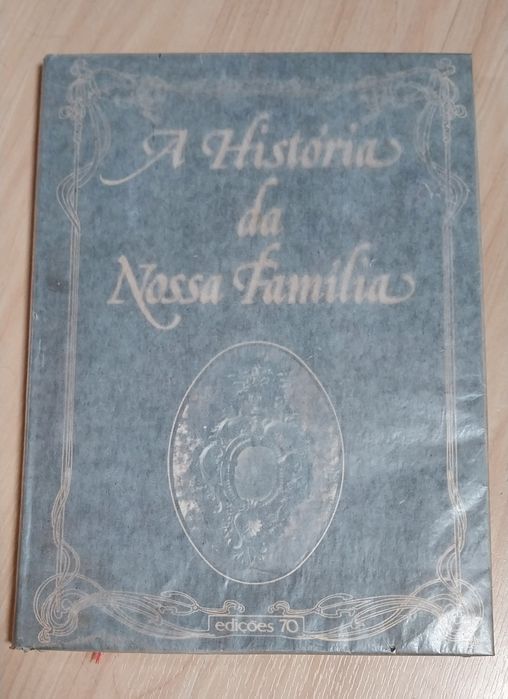 A História
da
Nossa Família
edições 70